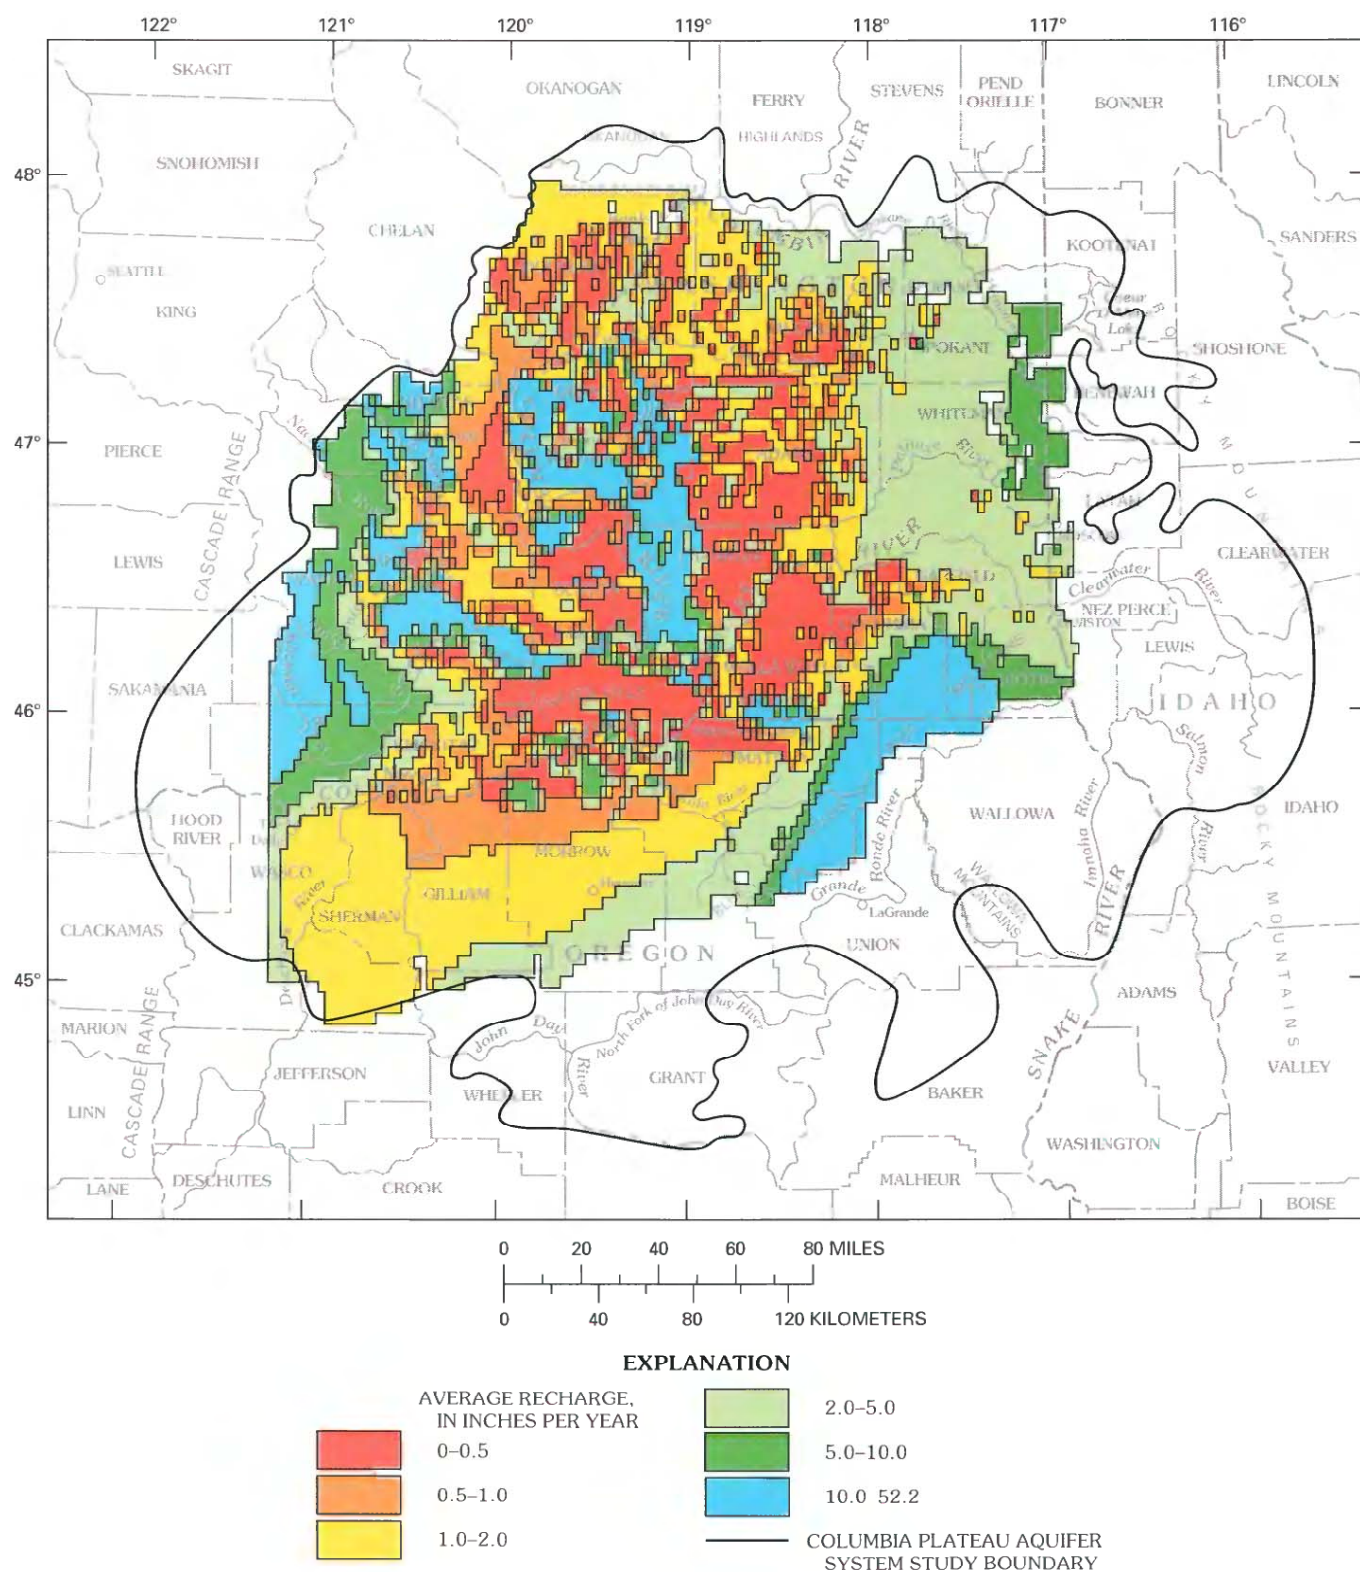 122° 121° 120° 119° 118° 117° 116°
SKAGIT
OKANOGAN
FERRY
STEVENS
PEND
ORIELLE
BONNER
LINCOLN
HIGHLANDS
RIVER
SNOHOMISH
48°
CHELAN
KOOTENAI
SANDERS
SEATTL
KING
SPOKANE
SHOSHONE
BENEWAH
WHITMAN
47°
PIERCE
CASCADE RANGE
LATAH
RIVER
LEWIS
CLEARWATER
Clearwater
River
NEZ PERCE
LEWIS
SAKAMANIA
46°
IDAHO
Salmon
River
HOOD
RIVER
WALLOWA
Imnaha River
IDAHO
ROCKY MOUNTAINS
MORROW
WASCO
GILLIAM
Grande
Ronde River
WALLOWA
MOUNTAINS
River
SHERMAN
LaGrande
RIVER
CLACKAMAS
UNION
OREGON
45°
ADAMS
MARION
John Day
River
North Fork of John Day River
SNAKE
CASCADE RANGE
JEFFERSON
VALLEY
GRANT
WHEELER
BAKER
LINN
WASHINGTON
DESCHUTES
LANE
CROOK
MALHEUR
BOISE
0 20 40 60 80 MILES
0 40 80 120 KILOMETERS
EXPLANATION
AVERAGE RECHARGE,
IN INCHES PER YEAR
0–0.5
0.5–1.0
1.0–2.0
2.0–5.0
5.0–10.0
10.0 52.2
COLUMBIA PLATEAU AQUIFER
SYSTEM STUDY BOUNDARY